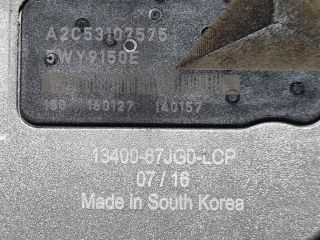 A2C53107575
5WY9150E
160127 140157
13400-67JG0-LCP
07 / 16
Made in South Korea